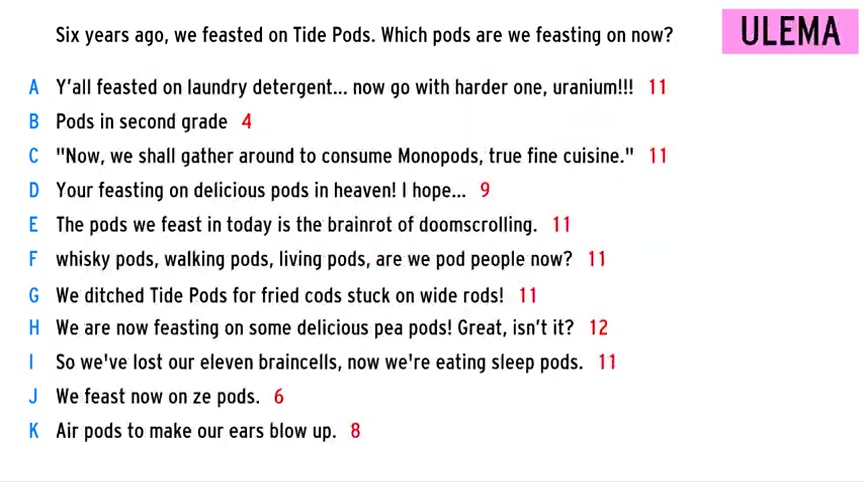 Six years ago, we feasted on Tide Pods. Which pods are we feasting on now?
ULEMA
A Y'all feasted on laundry detergent... now go with harder one, uranium!!! 11
B Pods in second grade 4
C "Now, we shall gather around to consume Monopods, true fine cuisine." 11
D Your feasting on delicious pods in heaven! I hope... 9
E The pods we feast in today is the brainrot of doomscrolling. 11
F whisky pods, walking pods, living pods, are we pod people now? 11
G We ditched Tide Pods for fried cods stuck on wide rods! 11
H We are now feasting on some delicious pea pods! Great, isn't it? 12
I So we've lost our eleven braincells, now we're eating sleep pods. 11
J We feast now on ze pods. 6
K Air pods to make our ears blow up. 8